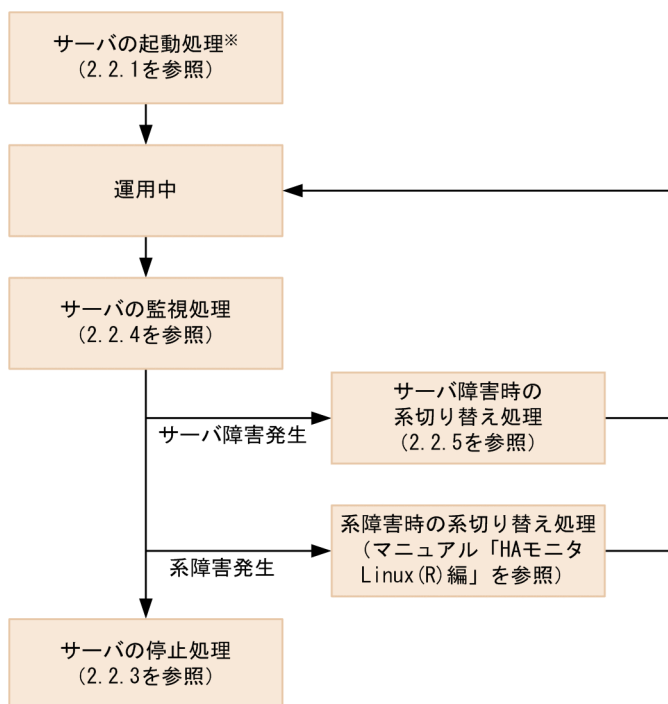 サーバの起動処理※
(2.2.1を参照)
運用中
サーバの監視処理
(2.2.4を参照)
サーバ障害時の
系切り替え処理
(2.2.5を参照)
サーバ障害発生
系障害時の系切り替え処理
(マニュアル「HAモニタ
Linux(R)編」を参照)
系障害発生
サーバの停止処理
(2.2.3を参照)